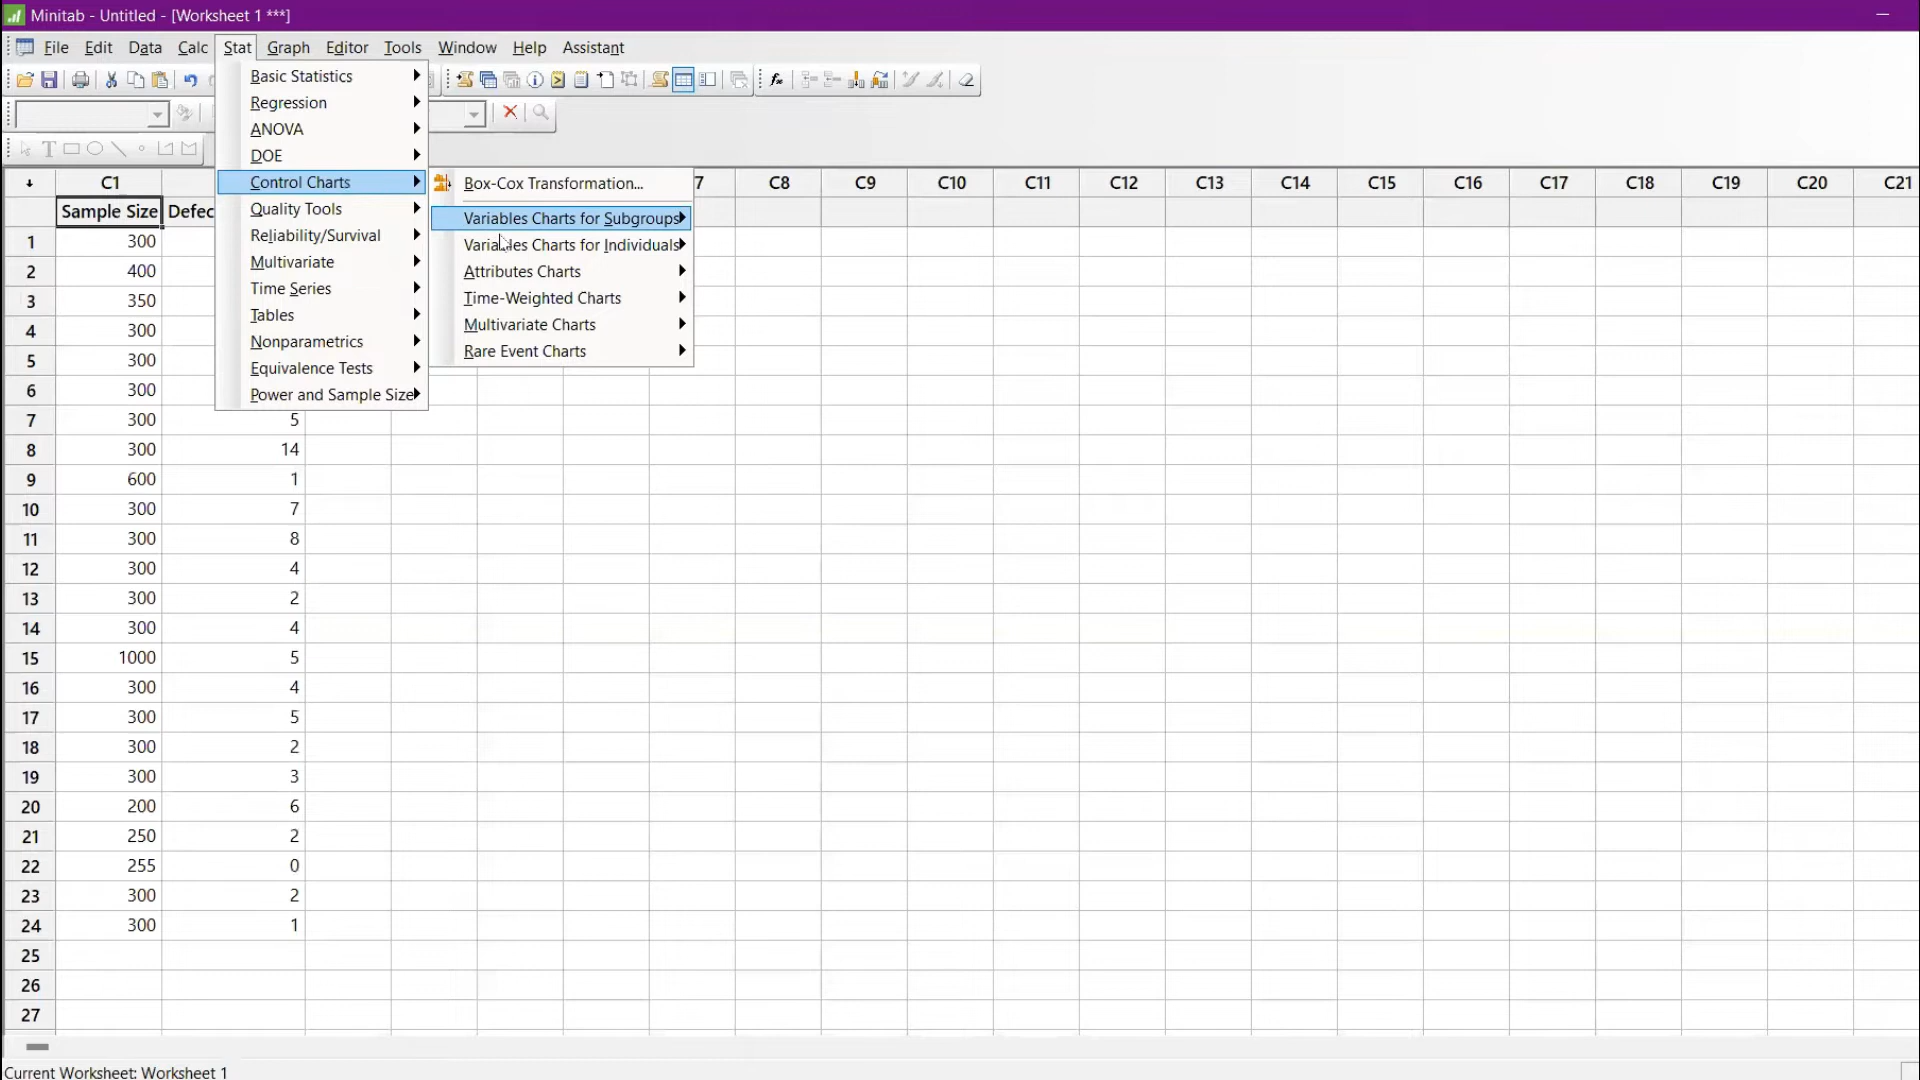 Minitab - Untitled - [Worksheet 1 ***]
File Edit Data Calc Stat Graph Editor Tools Window Help Assistant
Basic Statistics
Regression
ANOVA
DOE
Control Charts
Quality Tools
Reliability/Survival
Multivariate
Time Series
Tables
Nonparametrics
Equivalence Tests
Power and Sample Size
Box-Cox Transformation...
Variables Charts for Subgroups
Variables Charts for Individuals
Attributes Charts
Time-Weighted Charts
Multivariate Charts
Rare Event Charts
C1 7 C8 C9 C10 C11 C12 C13 C14 C15 C16 C17 C18 C19 C20 C21
Sample Size Defec
1 300
2 400
3 350
4 300
5 300
6 300
7 300 5
8 300 14
9 600 1
10 300 7
11 300 8
12 300 4
13 300 2
14 300 4
15 1000 5
16 300 4
17 300 5
18 300 2
19 300 3
20 200 6
21 250 2
22 255 0
23 300 2
24 300 1
25
26
27
Current Worksheet: Worksheet 1